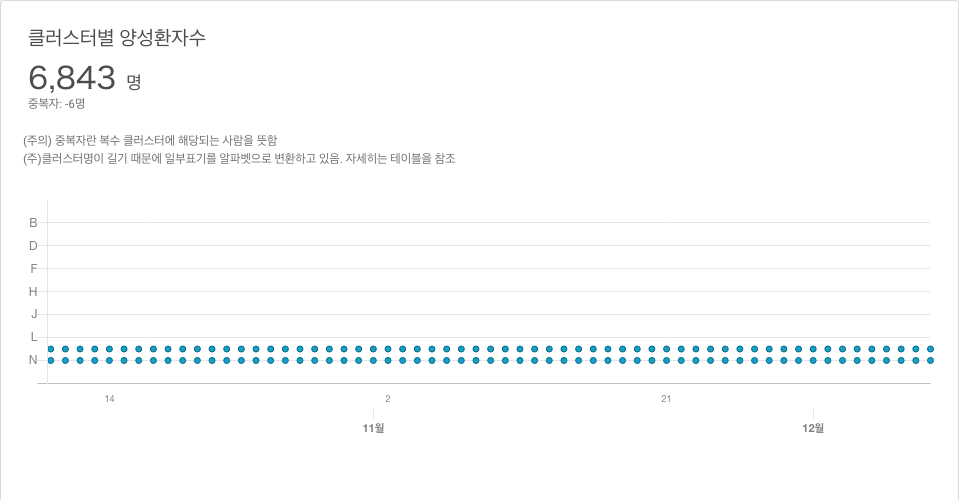 클러스터별 양성환자수
6,843 명
중복자: -6명
(주의) 중복자란 복수 클러스터에 해당되는 사람을 뜻함
(주)클러스터명이 길기 때문에 일부표기를 알파벳으로 변환하고 있음. 자세히는 테이블을 참조
B
D
F
H
J
L
N
14 2 21
11월 12월